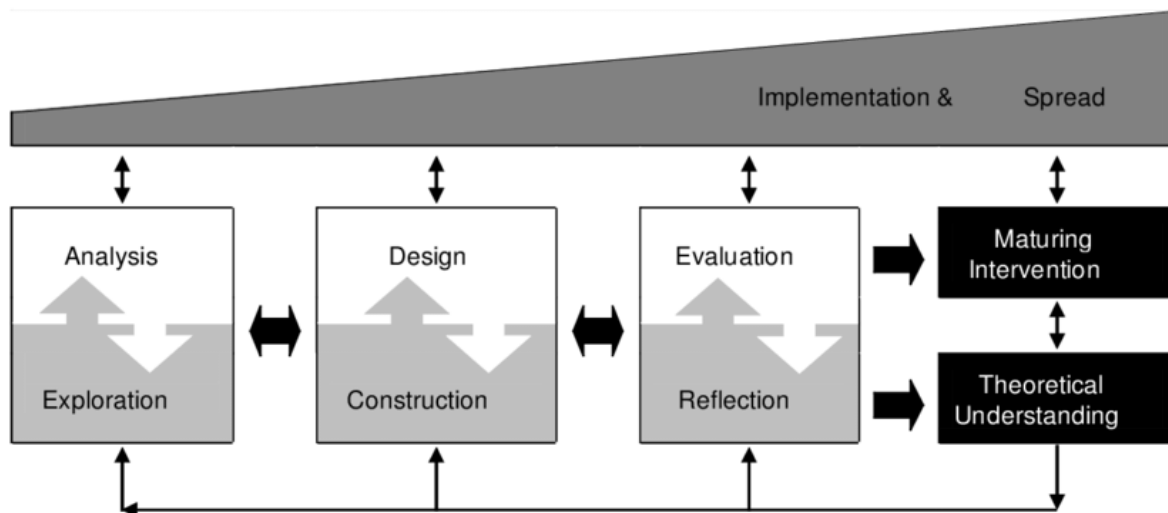 Implementation & Spread
Analysis
Design
Evaluation
Maturing
Intervention
Exploration
Construction
Reflection
Theoretical
Understanding